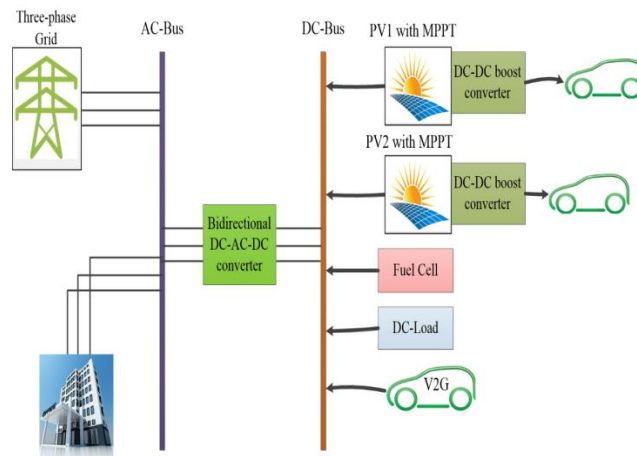 Three-phase
Grid
AC-Bus
DC-Bus
PV1 with MPPT
DC-DC boost
converter
PV2 with MPPT
DC-DC boost
converter
Bidirectional
DC-AC-DC
converter
Fuel Cell
DC-Load
V2G